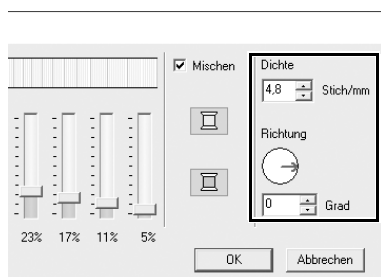 Mischen
Dichte
4,8 Stich/mm
Richtung
0 Grad
23% 17% 11% 5%
OK Abbrechen